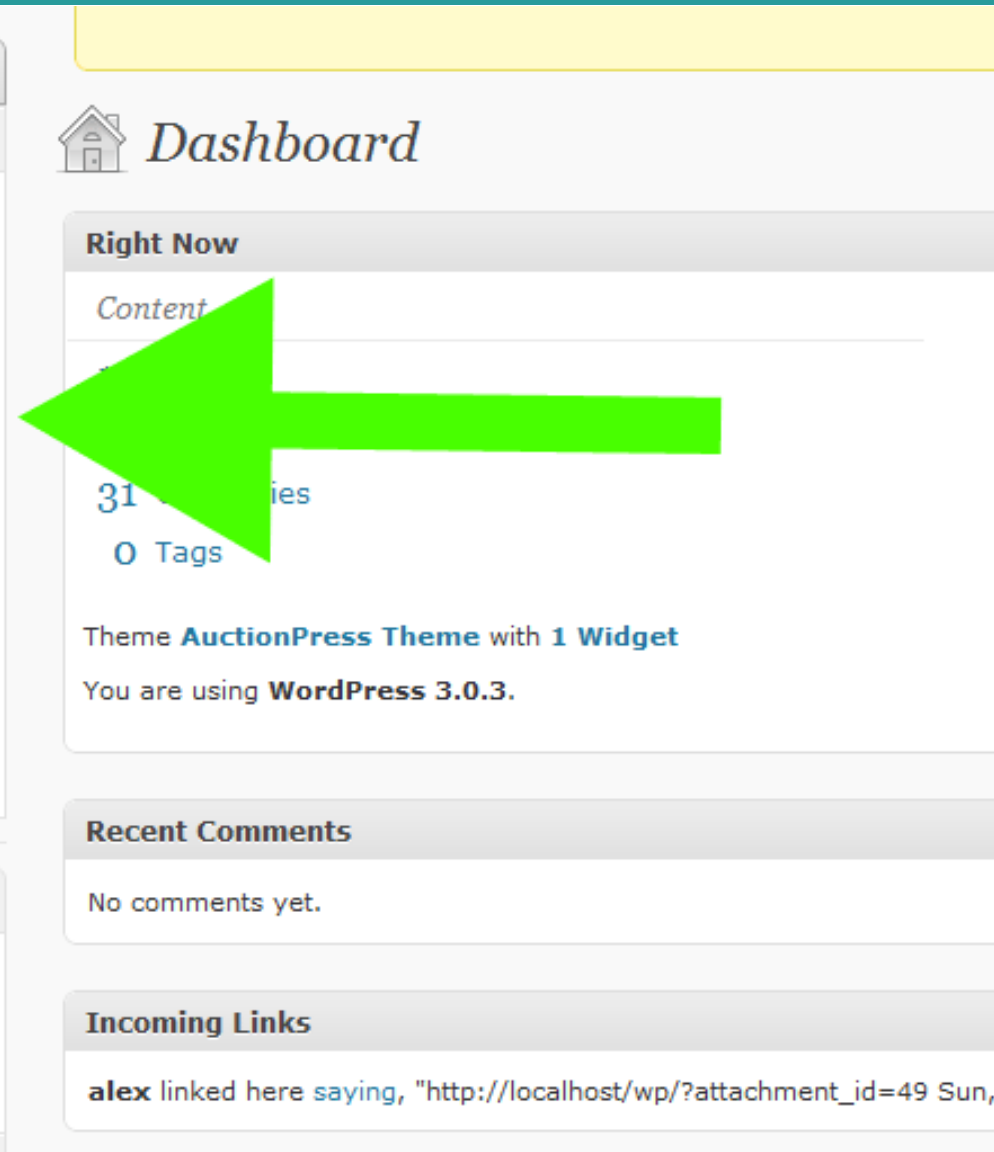 Dashboard
Right Now
Content
31
0 Tags
Theme AuctionPress Theme with 1 Widget
You are using WordPress 3.0.3.
Recent Comments
No comments yet.
Incoming Links
alex linked here saying, "http://localhost/wp/?attachment_id=49 Sun,